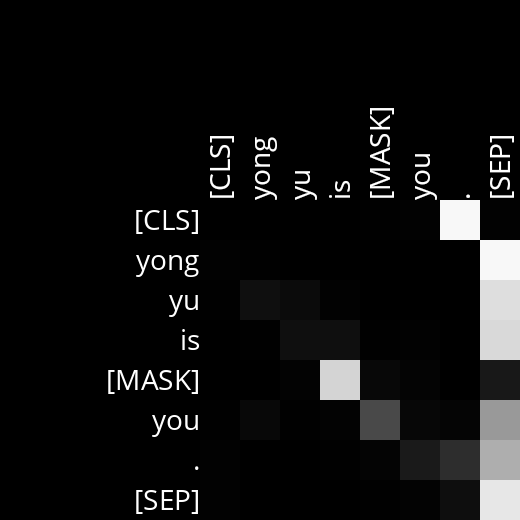 [CLS] yong yu is [MASK] you . [SEP]
[CLS]
yong
yu
is
[MASK]
you
.
[SEP]